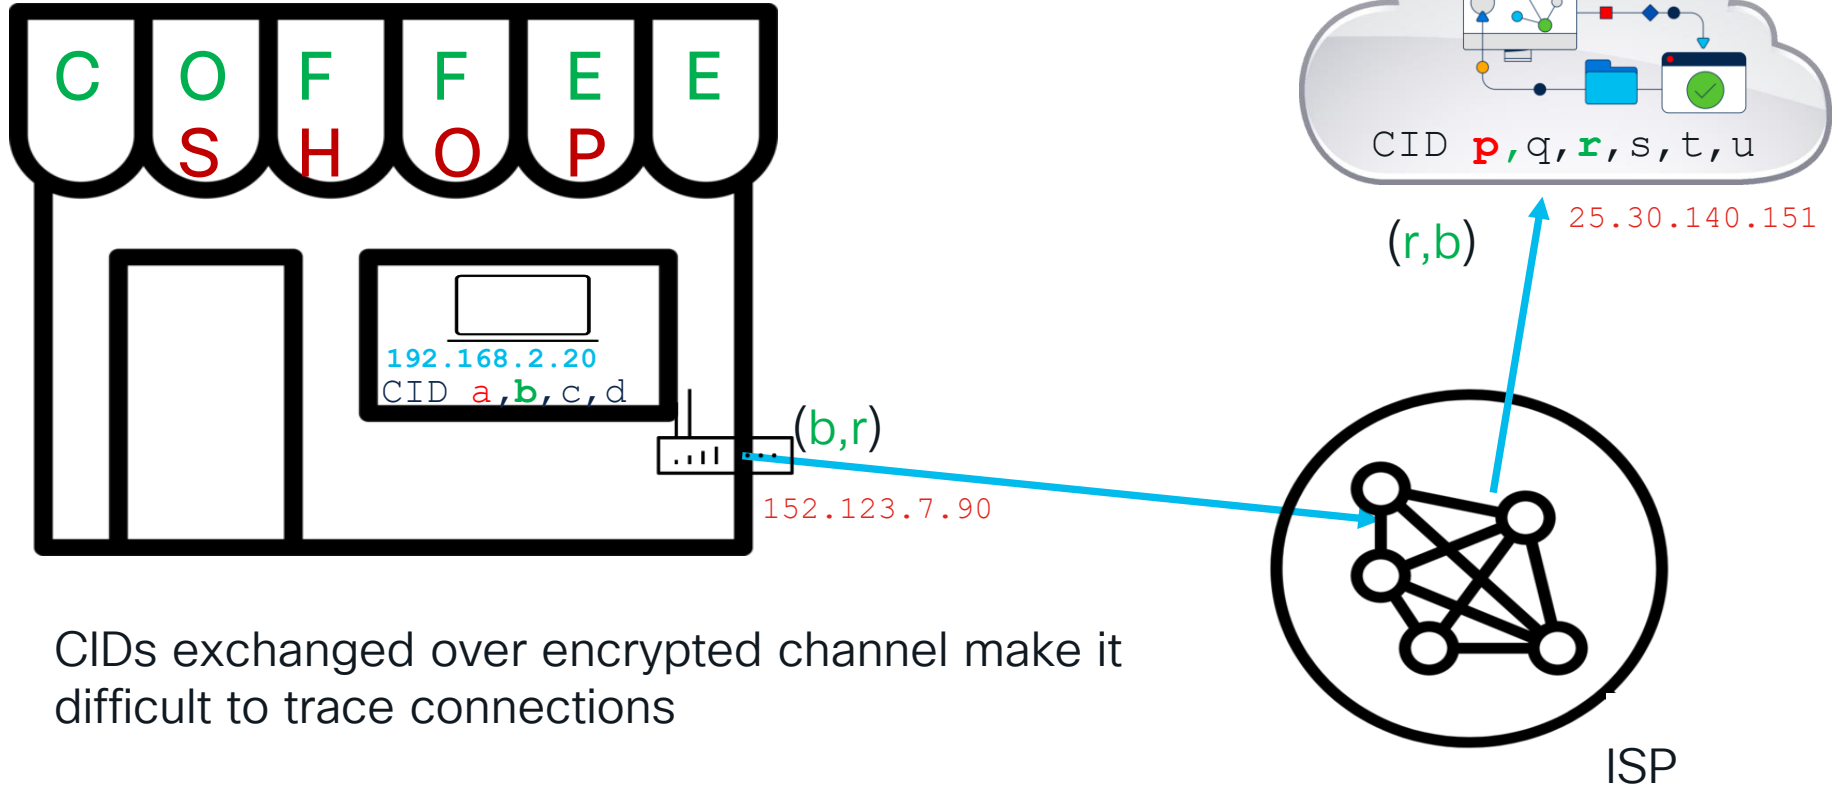 C O F F E E
S H O P
CID p,q,r,s,t,u
25.30.140.151
(r,b)
192.168.2.20
CID a,b,c,d
(b,r)
152.123.7.90
CIDs exchanged over encrypted channel make it
difficult to trace connections
ISP